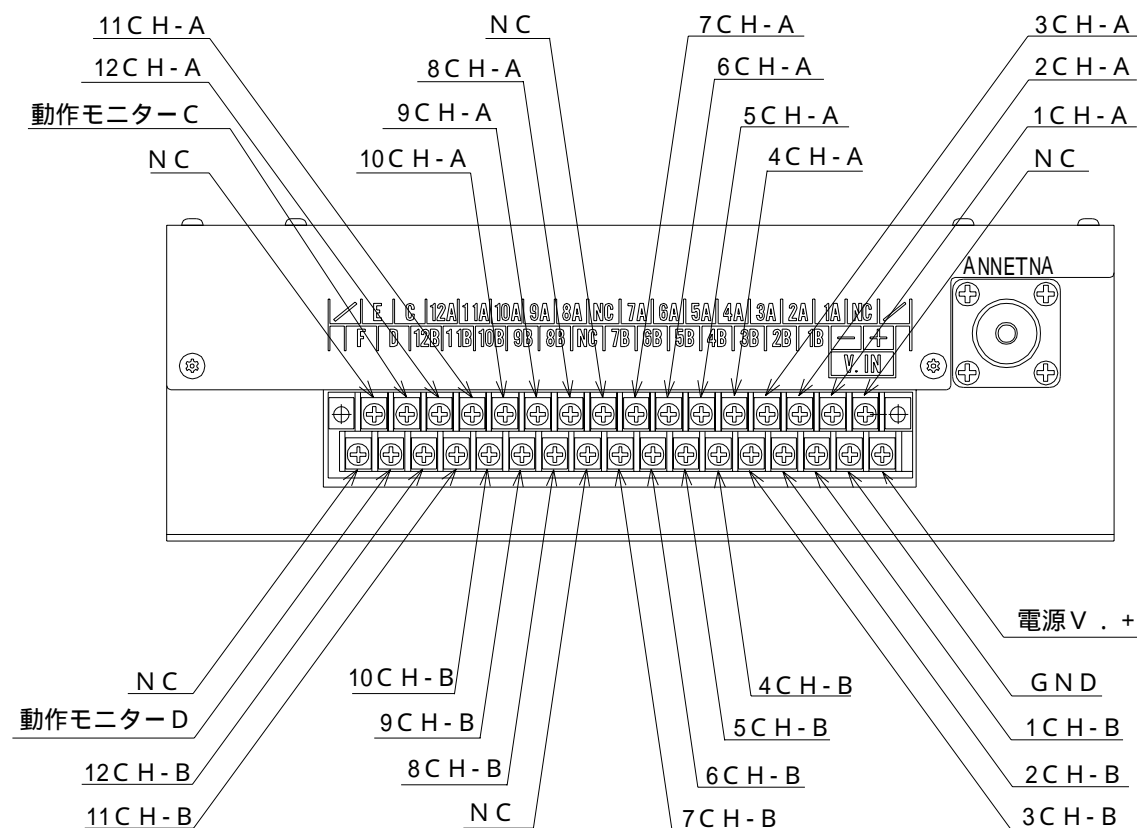 11CH-A NC 7CH-A 3CH-A
12CH-A 8CH-A 6CH-A 2CH-A
動作モニターC 9CH-A 5CH-A 1CH-A
NC 10CH-A 4CH-A NC
ANNETNA
E C 12A 11A 10A 9A 8A NC 7A 6A 5A 4A 3A 2A 1A NC
F D 12B 11B 10B 9B 8B NC 7B 6B 5B 4B 3B 2B 1B － ＋
V.IN
電源V.+
NC 10CH-B 4CH-B GND
動作モニターD 9CH-B 5CH-B 1CH-B
12CH-B 8CH-B 6CH-B 2CH-B
11CH-B NC 7CH-B 3CH-B